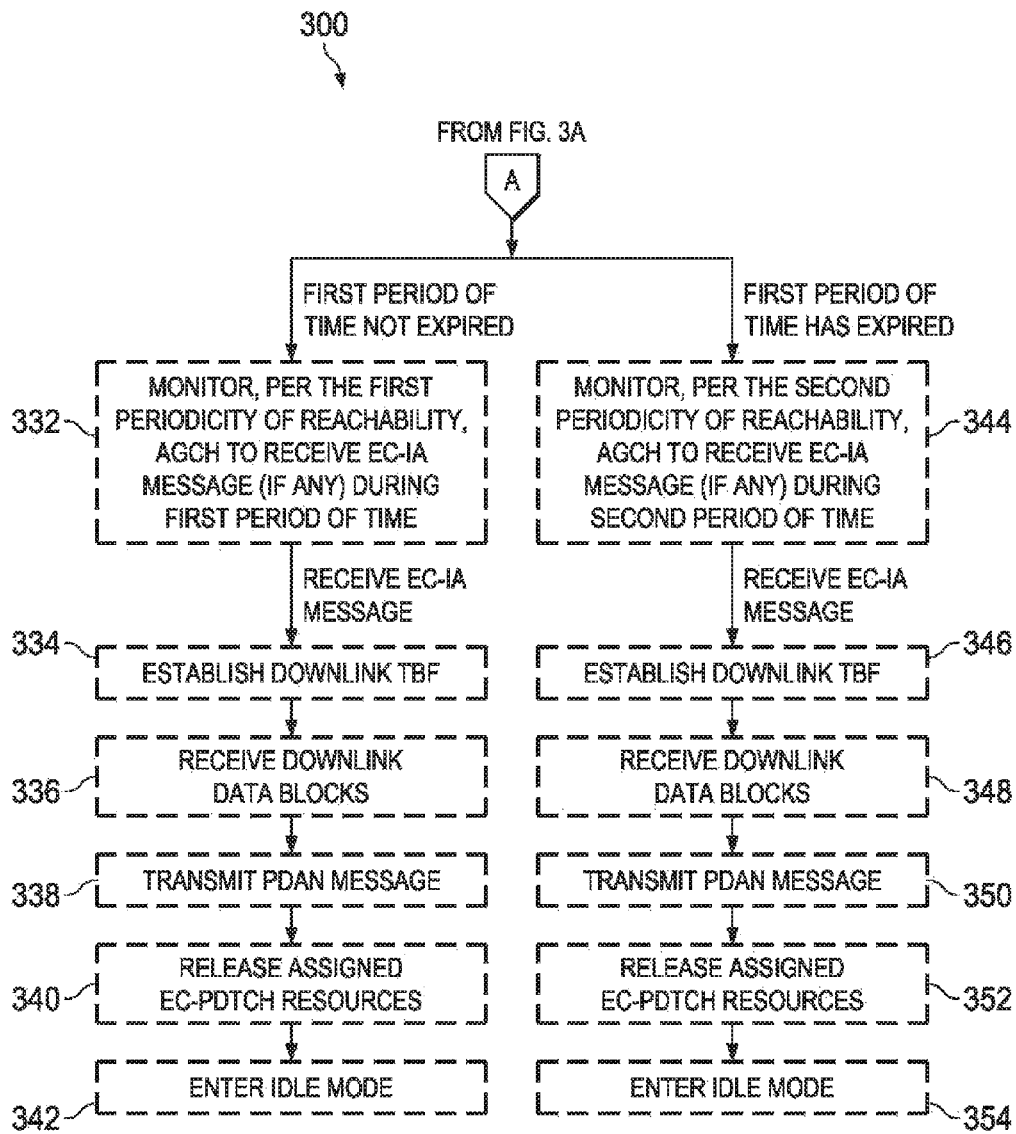 300
FROM FIG. 3A
A
FIRST PERIOD OF
TIME NOT EXPIRED
FIRST PERIOD OF
TIME HAS EXPIRED
332
MONITOR, PER THE FIRST
PERIODICITY OF REACHABILITY,
AGCH TO RECEIVE EC-IA
MESSAGE (IF ANY) DURING
FIRST PERIOD OF TIME
MONITOR, PER THE SECOND
PERIODICITY OF REACHABILITY,
AGCH TO RECEIVE EC-IA
MESSAGE (IF ANY) DURING
SECOND PERIOD OF TIME
344
RECEIVE EC-IA
MESSAGE
RECEIVE EC-IA
MESSAGE
334
ESTABLISH DOWNLINK TBF
ESTABLISH DOWNLINK TBF
346
336
RECEIVE DOWNLINK
DATA BLOCKS
RECEIVE DOWNLINK
DATA BLOCKS
348
338
TRANSMIT PDAN MESSAGE
TRANSMIT PDAN MESSAGE
350
340
RELEASE ASSIGNED
EC-PDTCH RESOURCES
RELEASE ASSIGNED
EC-PDTCH RESOURCES
352
342
ENTER IDLE MODE
ENTER IDLE MODE
354